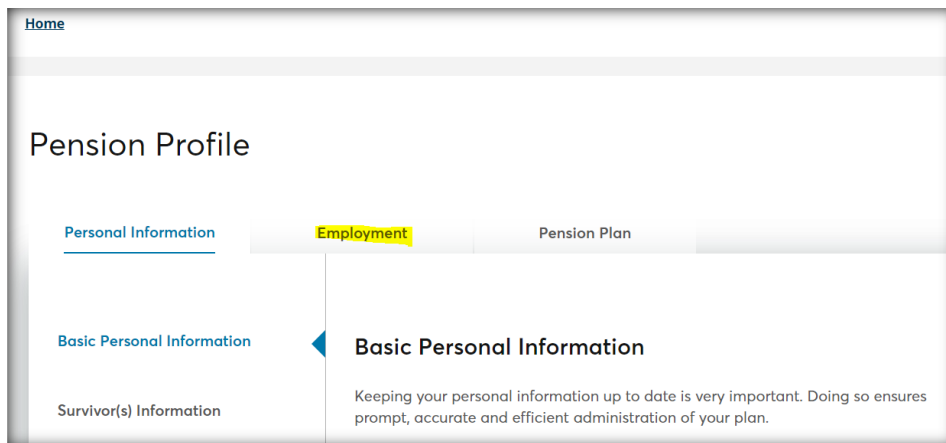 Home
Pension Profile
Personal Information
Employment
Pension Plan
Basic Personal Information
Survivor(s) Information
Basic Personal Information
Keeping your personal information up to date is very important. Doing so ensures
prompt, accurate and efficient administration of your plan.